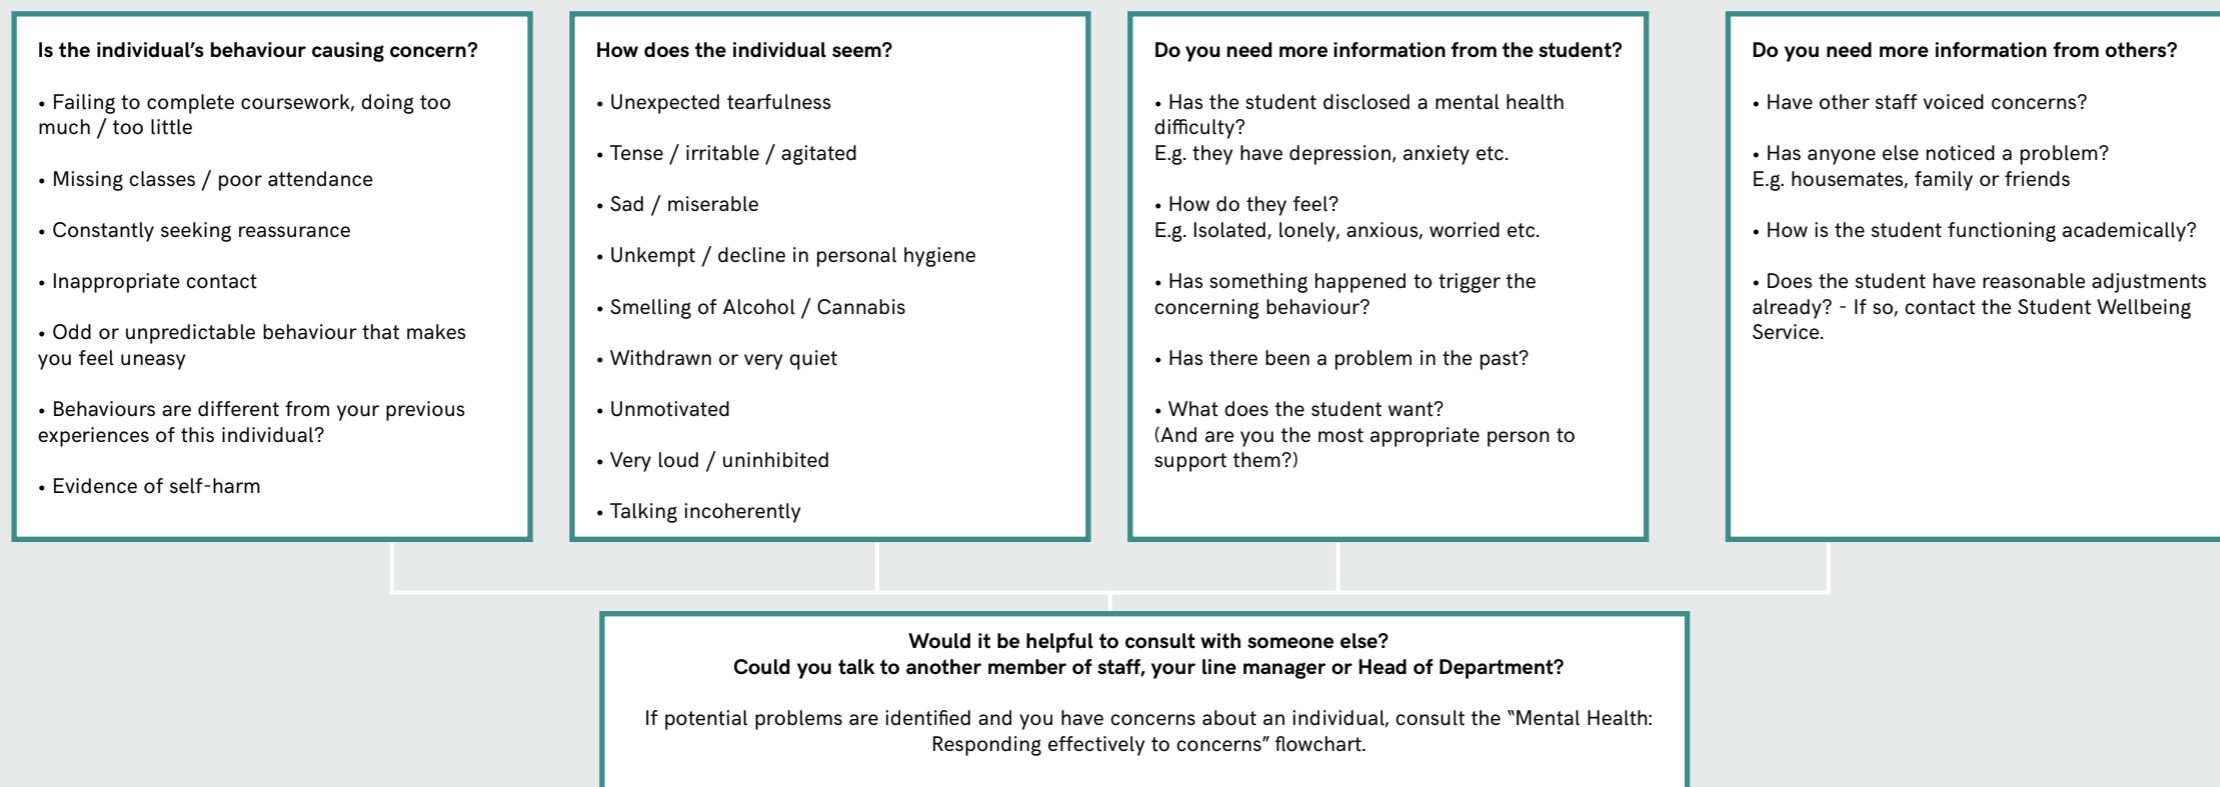 Is the individual’s behaviour causing concern?
• Failing to complete coursework, doing too
much / too little
• Missing classes / poor attendance
• Constantly seeking reassurance
• Inappropriate contact
• Odd or unpredictable behaviour that makes
you feel uneasy
• Behaviours are different from your previous
experiences of this individual?
• Evidence of self-harm
How does the individual seem?
• Unexpected tearfulness
• Tense / irritable / agitated
• Sad / miserable
• Unkempt / decline in personal hygiene
• Smelling of Alcohol / Cannabis
• Withdrawn or very quiet
• Unmotivated
• Very loud / uninhibited
• Talking incoherently
Do you need more information from the student?
• Has the student disclosed a mental health
difficulty?
E.g. they have depression, anxiety etc.
• How do they feel?
E.g. Isolated, lonely, anxious, worried etc.
• Has something happened to trigger the
concerning behaviour?
• Has there been a problem in the past?
• What does the student want?
(And are you the most appropriate person to
support them?)
Do you need more information from others?
• Have other staff voiced concerns?
• Has anyone else noticed a problem?
E.g. housemates, family or friends
• How is the student functioning academically?
• Does the student have reasonable adjustments
already? - If so, contact the Student Wellbeing
Service.
Would it be helpful to consult with someone else?
Could you talk to another member of staff, your line manager or Head of Department?
If potential problems are identified and you have concerns about an individual, consult the “Mental Health:
Responding effectively to concerns” flowchart.